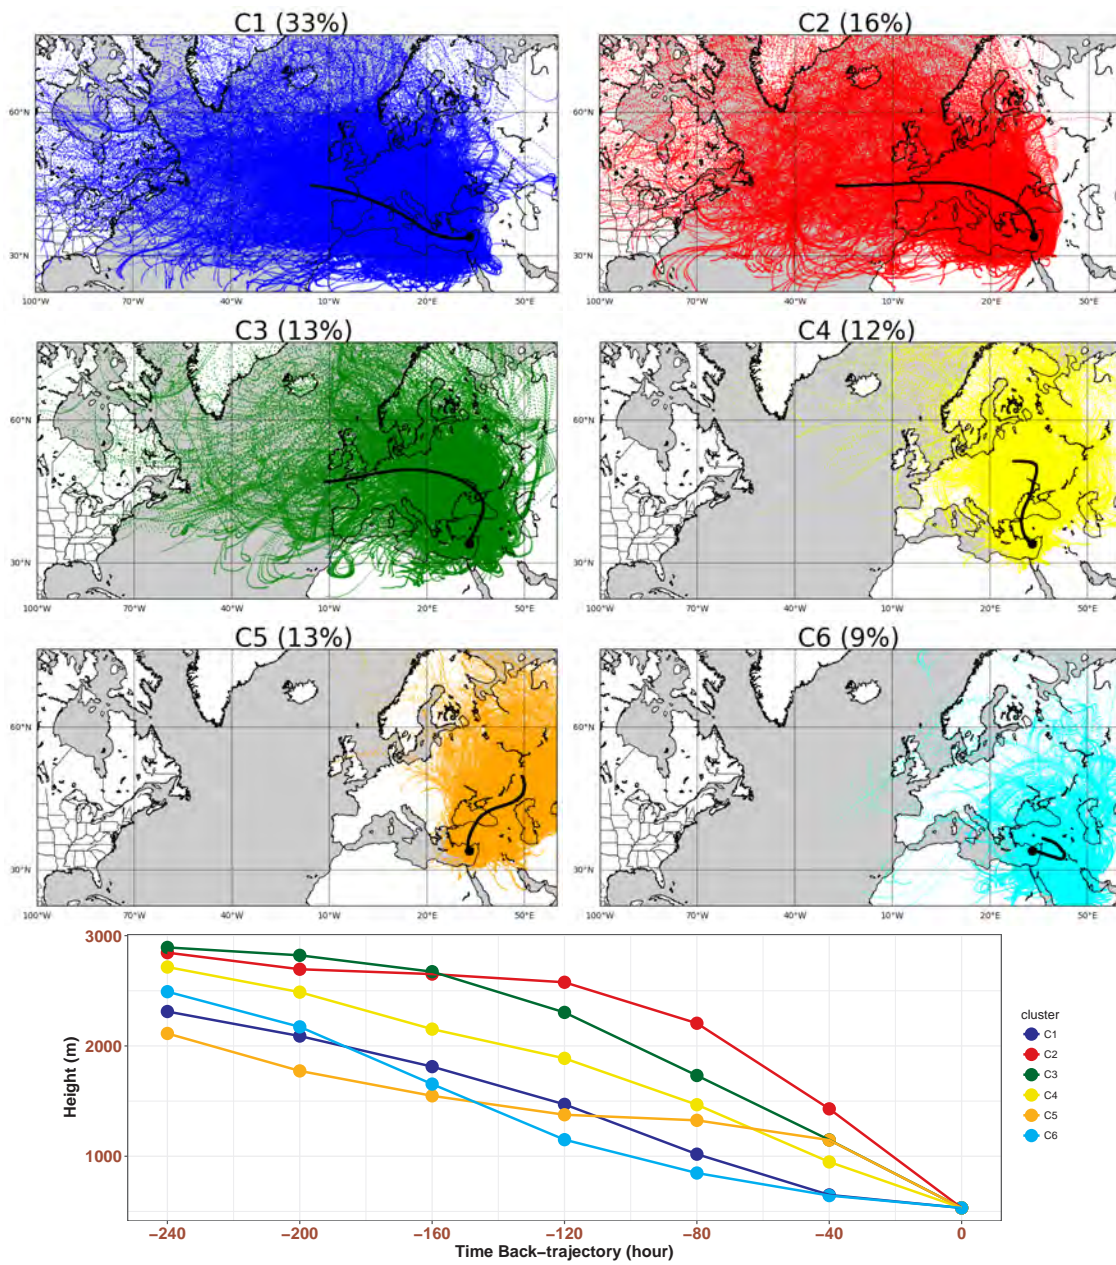 C1 (33%)
C2 (16%)
60°N
30°N
100°W
70°W
40°W
10°W
20°E
50°E
60°N
30°N
100°W
70°W
40°W
10°W
20°E
50°E
C3 (13%)
C4 (12%)
60°N
30°N
100°W
70°W
40°W
10°W
20°E
50°E
60°N
30°N
100°W
70°W
40°W
10°W
20°E
50°E
C5 (13%)
C6 (9%)
60°N
30°N
100°W
70°W
40°W
10°W
20°E
50°E
60°N
30°N
100°W
70°W
40°W
10°W
20°E
50°E
3000
2000
1000
Height (m)
−240
−200
−160
−120
−80
−40
0
Time Back−trajectory (hour)
cluster
C1
C2
C3
C4
C5
C6